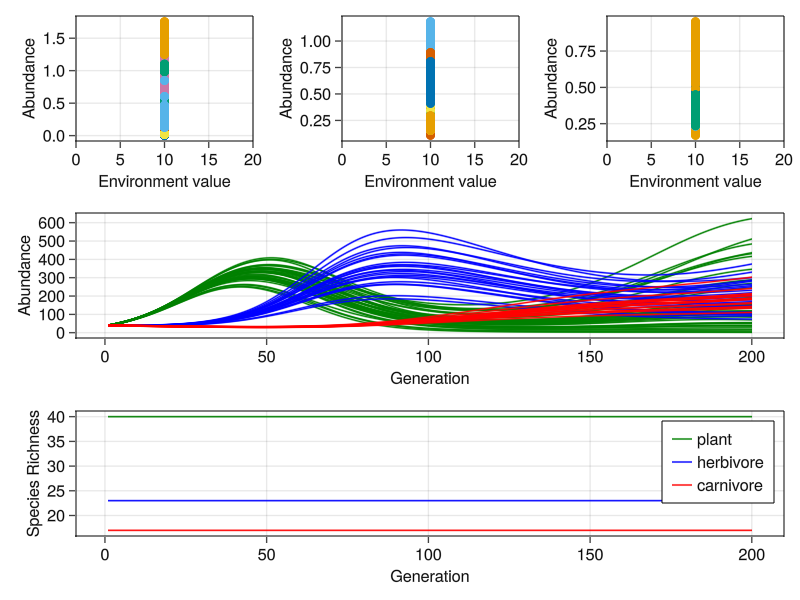 Abundance
1.5
1.0
0.5
0.0
0 5 10 15 20
Environment value
Abundance
1.00
0.75
0.50
0.25
0 5 10 15 20
Environment value
Abundance
0.75
0.50
0.25
0 5 10 15 20
Environment value
Abundance
600
500
400
300
200
100
0
0 50 100 150 200
Generation
Species Richness
40
35
30
25
20
plant
herbivore
carnivore
0 50 100 150 200
Generation